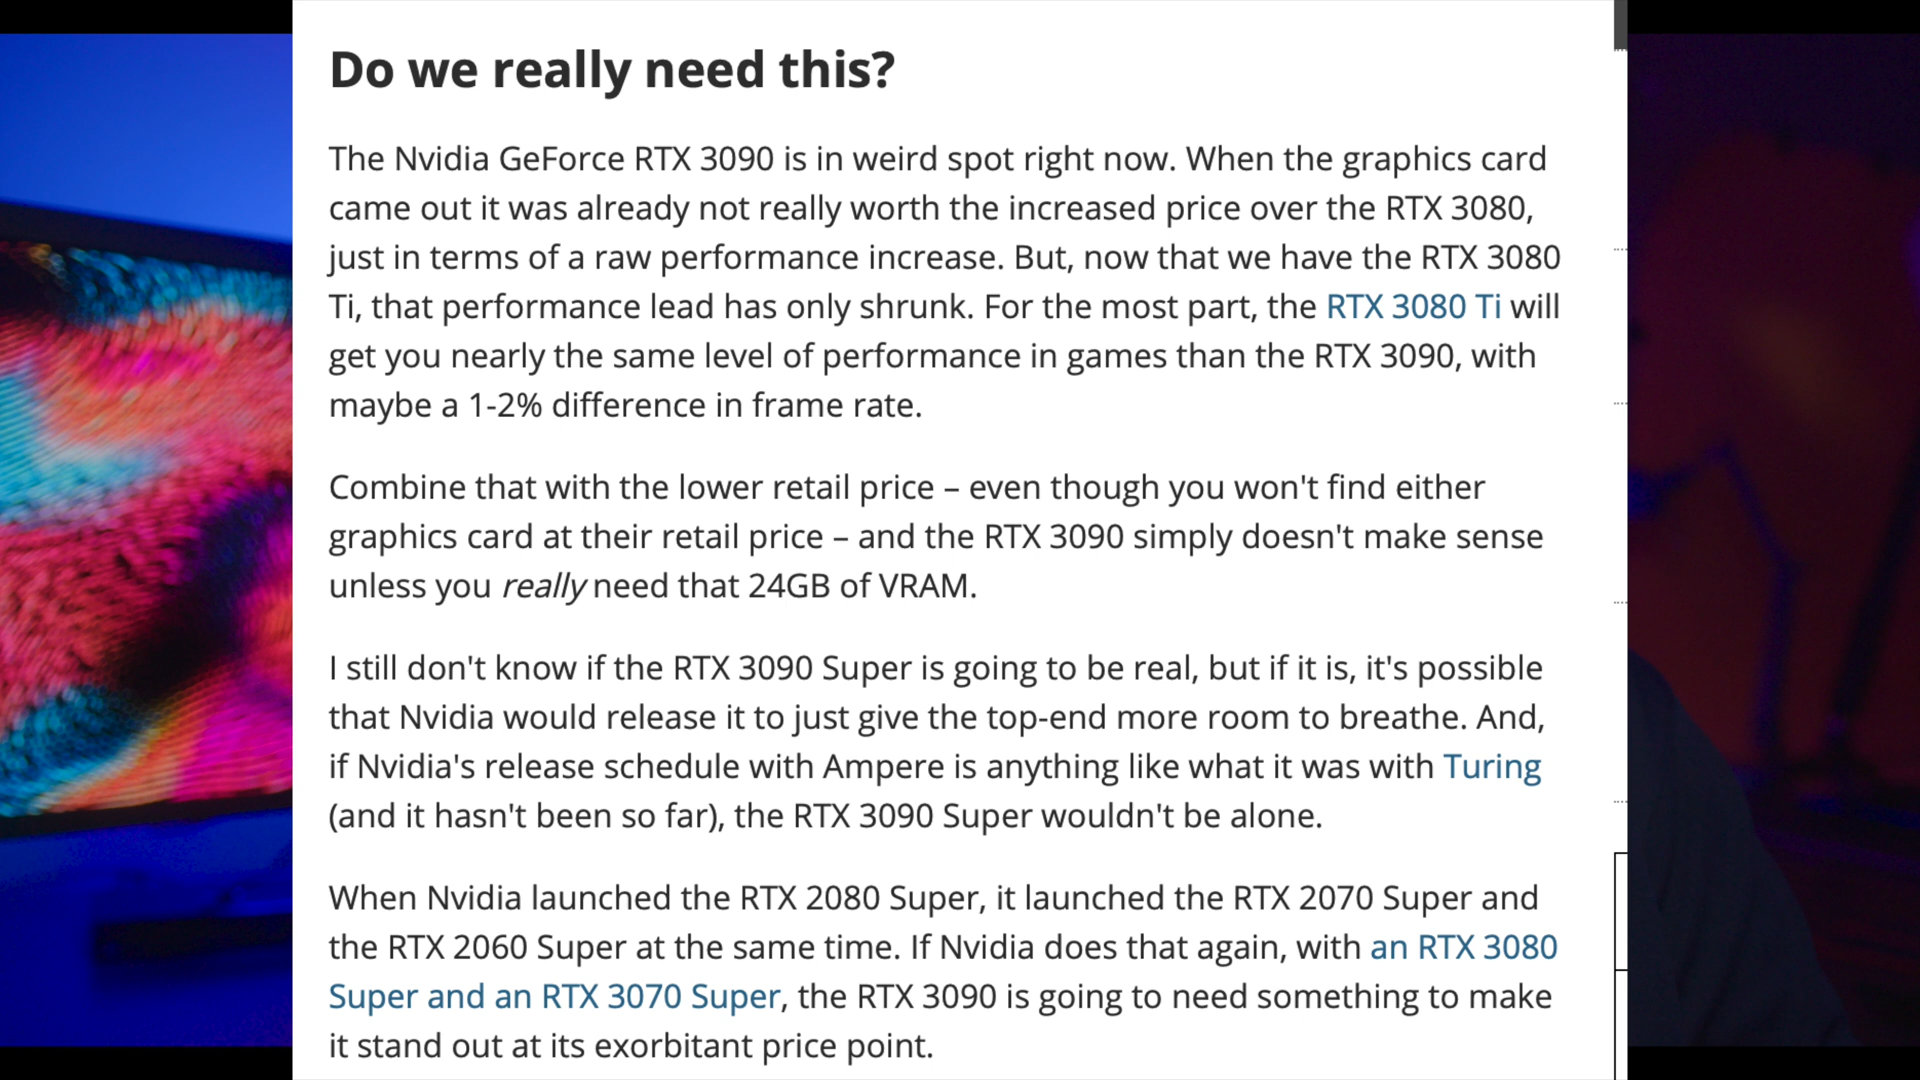 Do we really need this?
The Nvidia GeForce RTX 3090 is in weird spot right now. When the graphics card
came out it was already not really worth the increased price over the RTX 3080,
just in terms of a raw performance increase. But, now that we have the RTX 3080
Ti, that performance lead has only shrunk. For the most part, the RTX 3080 Ti will
get you nearly the same level of performance in games than the RTX 3090, with
maybe a 1-2% difference in frame rate.
Combine that with the lower retail price – even though you won't find either
graphics card at their retail price – and the RTX 3090 simply doesn't make sense
unless you really need that 24GB of VRAM.
I still don't know if the RTX 3090 Super is going to be real, but if it is, it's possible
that Nvidia would release it to just give the top-end more room to breathe. And,
if Nvidia's release schedule with Ampere is anything like what it was with Turing
(and it hasn't been so far), the RTX 3090 Super wouldn't be alone.
When Nvidia launched the RTX 2080 Super, it launched the RTX 2070 Super and
the RTX 2060 Super at the same time. If Nvidia does that again, with an RTX 3080
Super and an RTX 3070 Super, the RTX 3090 is going to need something to make
it stand out at its exorbitant price point.